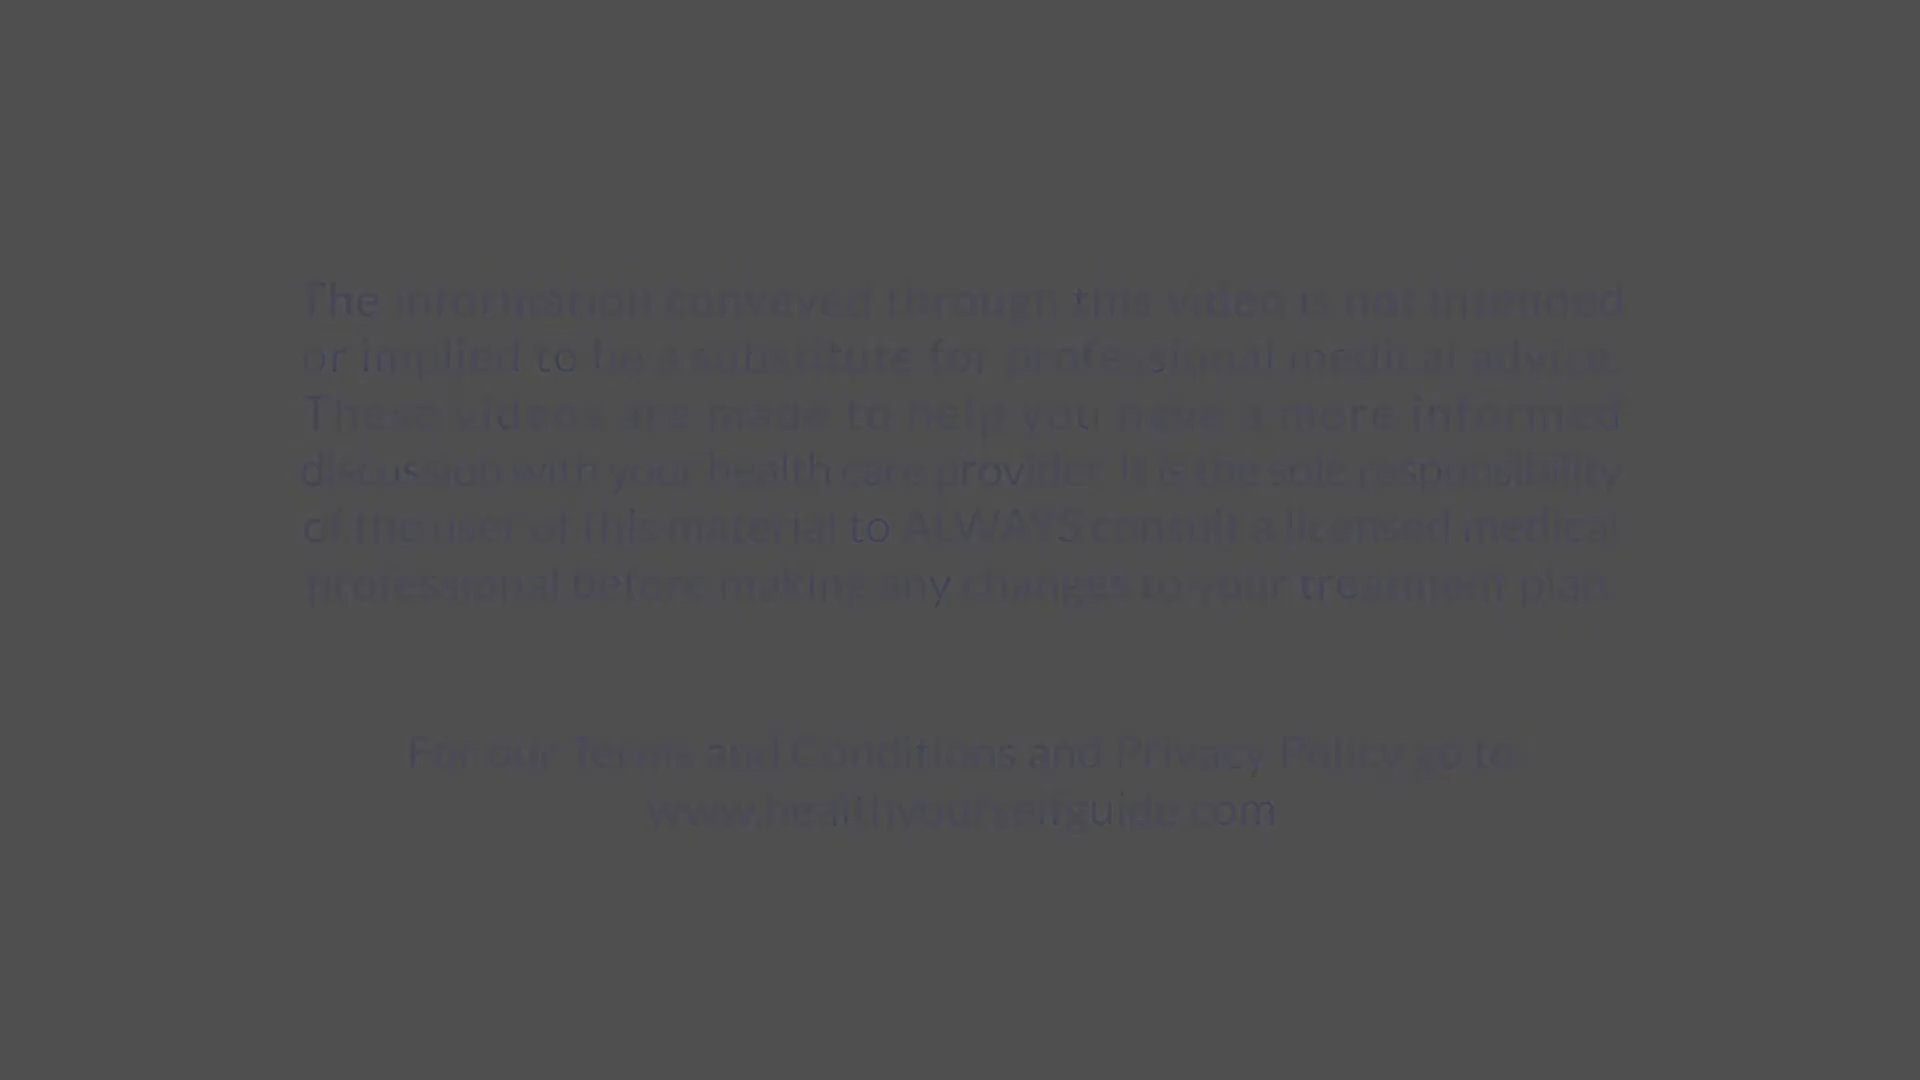 The information conveyed through this video is not intended
or implied to be a substitute for professional medical advice.
These videos are made to help you have a more informed
discussion with your health care provider. It is the sole responsibility
of the user of this material to ALWAYS consult a licensed medical
professional before making any changes to your treatment plan.
For our Terms and Conditions and Privacy Policy go to:
www.healthyourselfguide.com